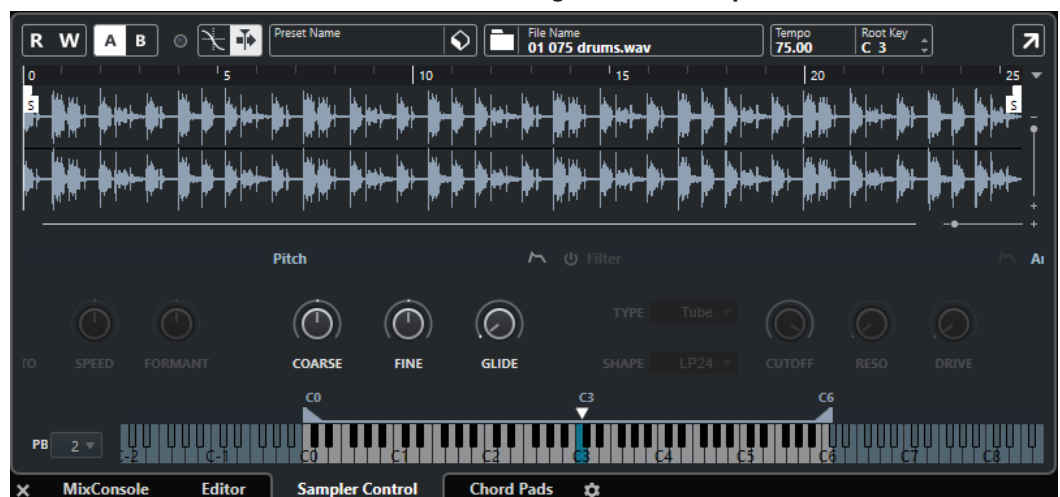 R W A B Preset Name File Name Tempo Root Key
01 075 drums.wav 75.00 C 3
0 5 10 15 20 25
S S
Pitch Filter
TYPE Tube
TO SPEED FORMANT COARSE FINE GLIDE SHAPE LP24 CUTOFF RESO DRIVE
C0 C3 C6
PB 2
C-2 C-1 C0 C1 C2 C3 C4 C5 C6 C7 C8
MixConsole Editor Sampler Control Chord Pads